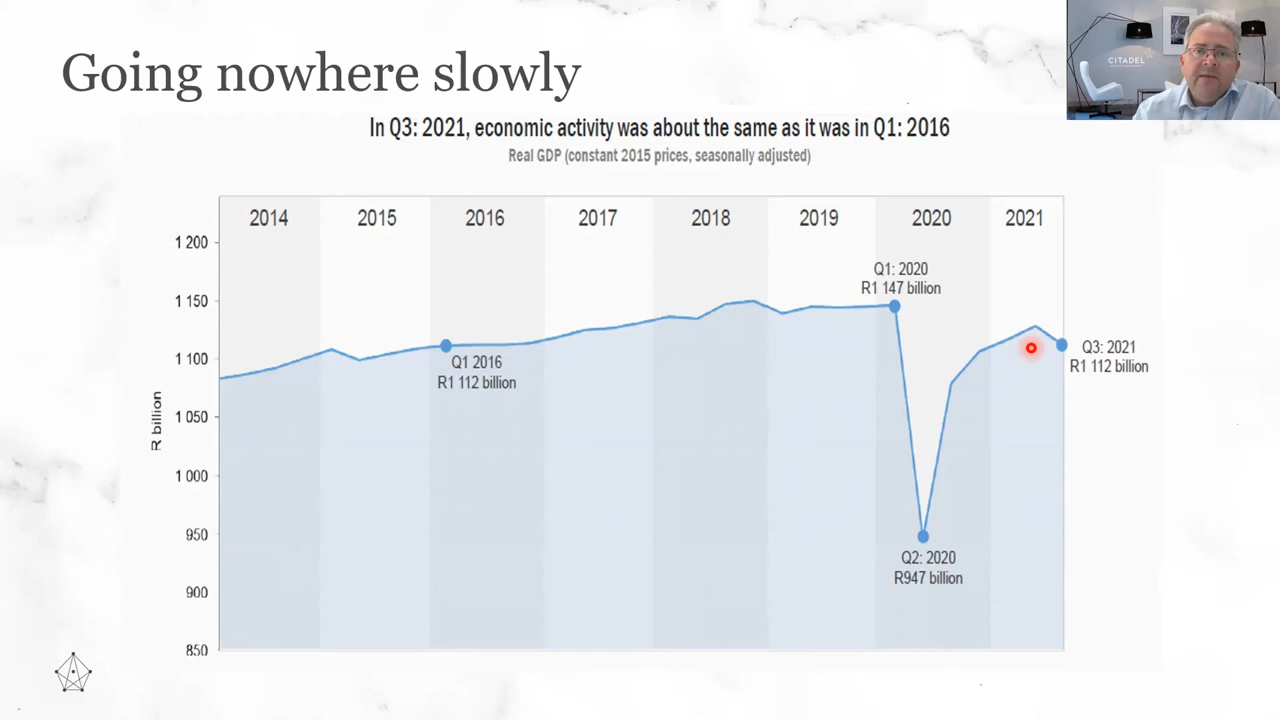 Going nowhere slowly
CITADEL
In Q3: 2021, economic activity was about the same as it was in Q1: 2016
Real GDP (constant 2015 prices, seasonally adjusted)
2014 2015 2016 2017 2018 2019 2020 2021
1 200
1 150
1 100
1 050
1 000
950
900
850
R billion
Q1 2016
R1 112 billion
Q1: 2020
R1 147 billion
Q2: 2020
R947 billion
Q3: 2021
R1 112 billion